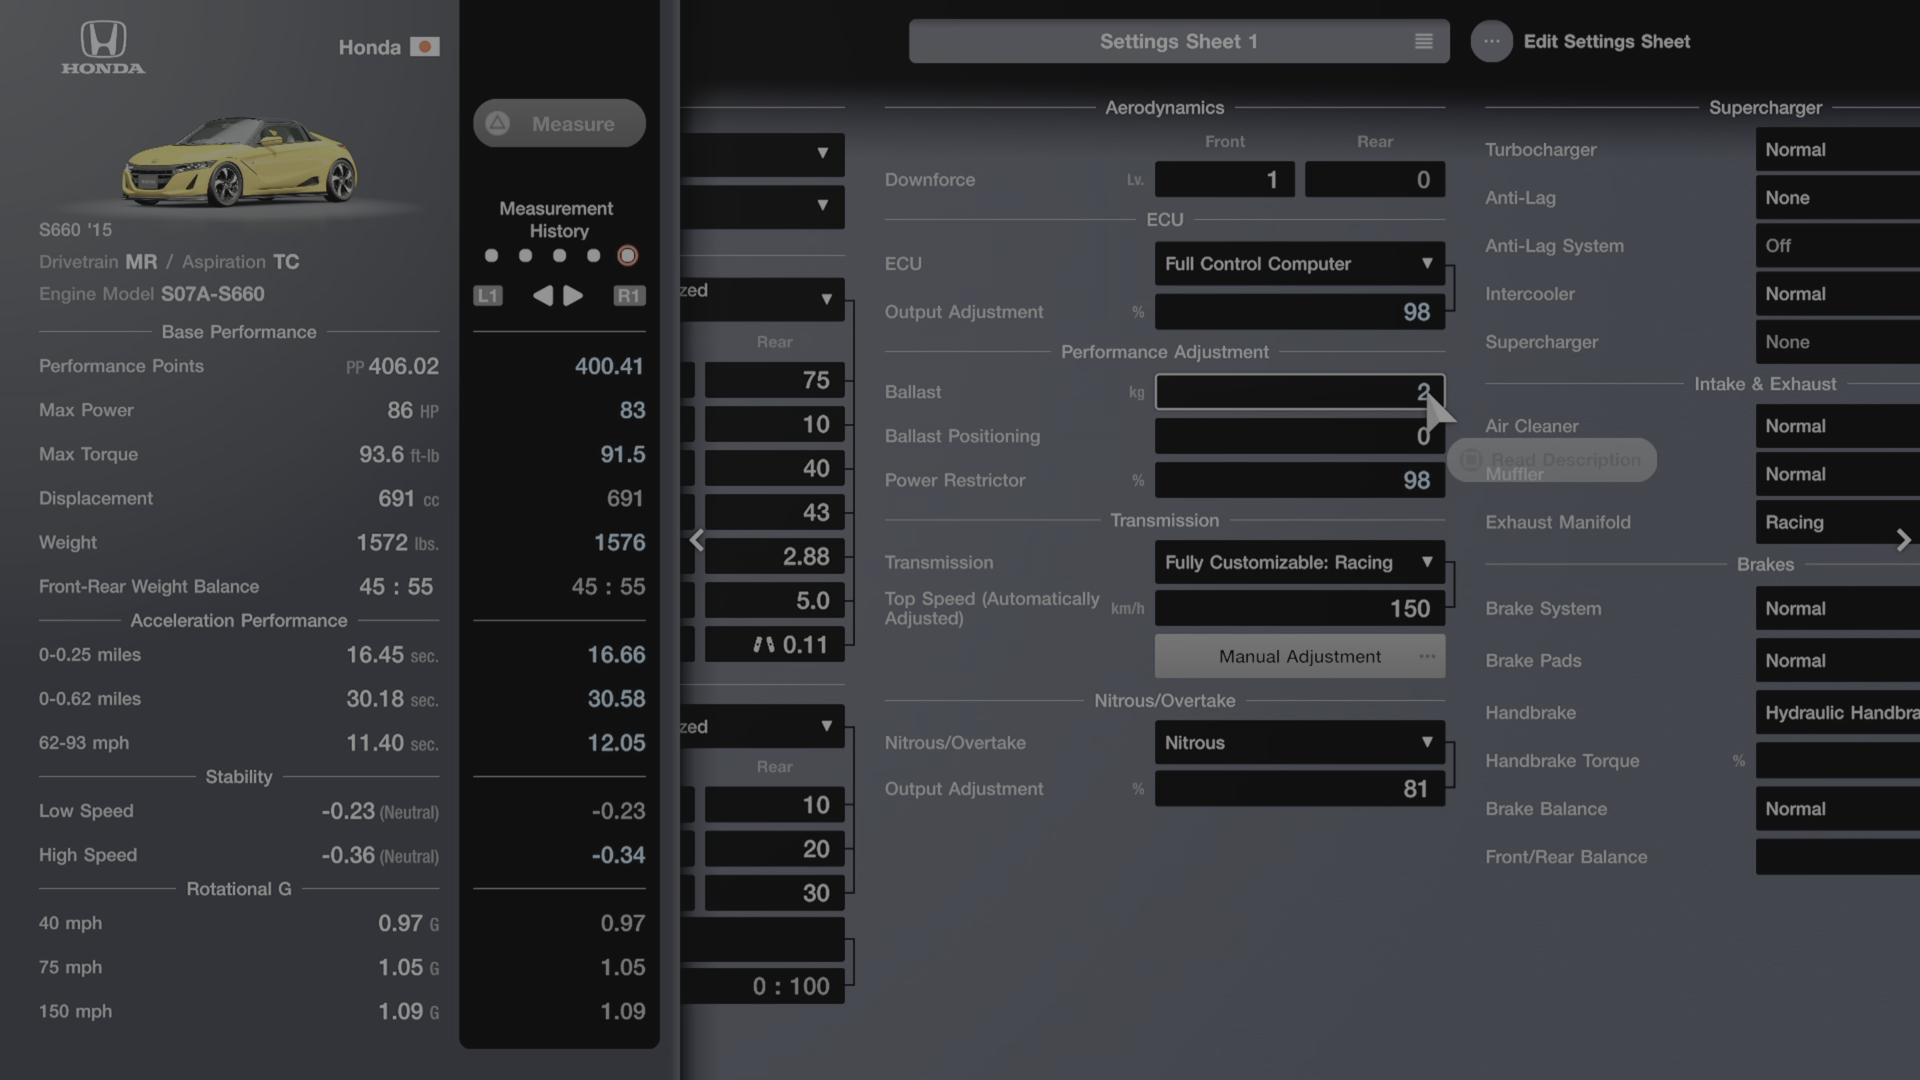 HONDA
Honda
S660 '15
Drivetrain MR / Aspiration TC
Engine Model S07A-S660
Base Performance
Performance Points PP 406.02
Max Power 86 HP
Max Torque 93.6 ft-lb
Displacement 691 cc
Weight 1572 lbs.
Front-Rear Weight Balance 45 : 55
Acceleration Performance
0-0.25 miles 16.45 sec.
0-0.62 miles 30.18 sec.
62-93 mph 11.40 sec.
Stability
Low Speed -0.23 (Neutral)
High Speed -0.36 (Neutral)
Rotational G
40 mph 0.97 G
75 mph 1.05 G
150 mph 1.09 G
Measure
Measurement
History
L1 R1
400.41
83
91.5
691
1576
45 : 55
16.66
30.58
12.05
-0.23
-0.34
0.97
1.05
1.09
zed
Rear
75
10
40
43
2.88
5.0
0.11
zed
Rear
10
20
30
0 : 100
Settings Sheet 1
Edit Settings Sheet
Aerodynamics
Front Rear
Downforce Lv. 1 0
ECU
ECU Full Control Computer
Output Adjustment % 98
Performance Adjustment
Ballast kg 2
Ballast Positioning 0
Power Restrictor % 98
Transmission
Transmission Fully Customizable: Racing
Top Speed (Automatically
Adjusted) km/h 150
Manual Adjustment
Nitrous/Overtake
Nitrous/Overtake Nitrous
Output Adjustment % 81
Supercharger
Turbocharger Normal
Anti-Lag None
Anti-Lag System Off
Intercooler Normal
Supercharger None
Intake & Exhaust
Air Cleaner Normal
Read Description
Muffler Normal
Exhaust Manifold Racing
Brakes
Brake System Normal
Brake Pads Normal
Handbrake Hydraulic Handbra
Handbrake Torque %
Brake Balance Normal
Front/Rear Balance